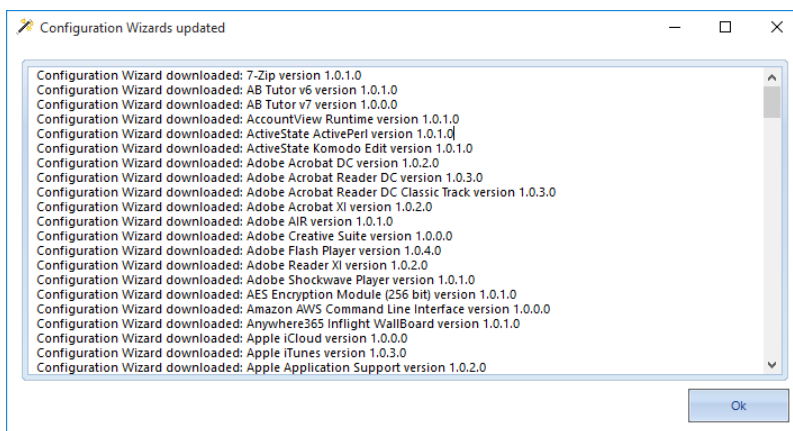 Configuration Wizards updated
Configuration Wizard downloaded: 7-Zip version 1.0.1.0
Configuration Wizard downloaded: AB Tutor v6 version 1.0.1.0
Configuration Wizard downloaded: AB Tutor v7 version 1.0.0.0
Configuration Wizard downloaded: AccountView Runtime version 1.0.1.0
Configuration Wizard downloaded: ActiveState ActivePerl version 1.0.1.0
Configuration Wizard downloaded: ActiveState Komodo Edit version 1.0.1.0
Configuration Wizard downloaded: Adobe Acrobat DC version 1.0.2.0
Configuration Wizard downloaded: Adobe Acrobat Reader DC version 1.0.3.0
Configuration Wizard downloaded: Adobe Acrobat Reader DC Classic Track version 1.0.3.0
Configuration Wizard downloaded: Adobe Acrobat XI version 1.0.2.0
Configuration Wizard downloaded: Adobe AIR version 1.0.1.0
Configuration Wizard downloaded: Adobe Creative Suite version 1.0.0.0
Configuration Wizard downloaded: Adobe Flash Player version 1.0.4.0
Configuration Wizard downloaded: Adobe Reader XI version 1.0.2.0
Configuration Wizard downloaded: Adobe Shockwave Player version 1.0.1.0
Configuration Wizard downloaded: AES Encryption Module (256 bit) version 1.0.1.0
Configuration Wizard downloaded: Amazon AWS Command Line Interface version 1.0.0.0
Configuration Wizard downloaded: Anywhere365 Inflight WallBoard version 1.0.1.0
Configuration Wizard downloaded: Apple iCloud version 1.0.0.0
Configuration Wizard downloaded: Apple iTunes version 1.0.3.0
Configuration Wizard downloaded: Apple Application Support version 1.0.2.0
Ok